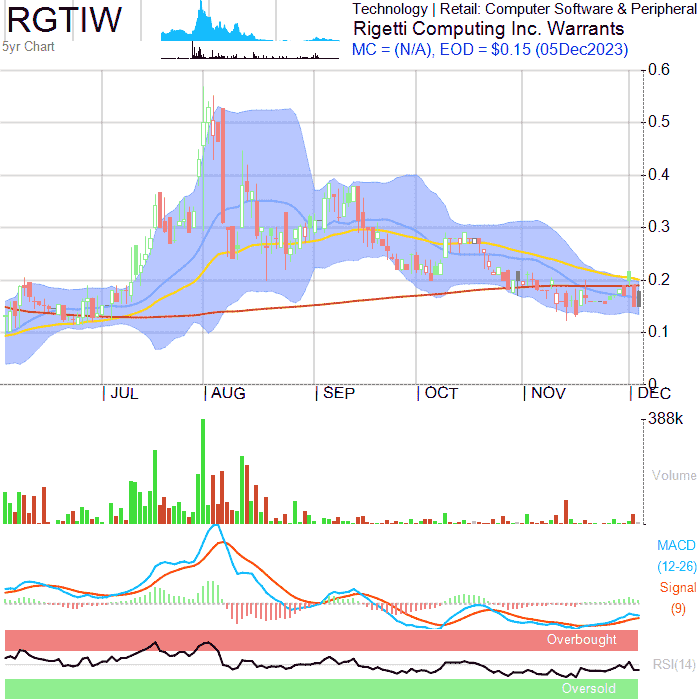 RGTIW
5yr Chart
Technology | Retail: Computer Software & Peripheral
Rigetti Computing Inc. Warrants
MC = (N/A), EOD = $0.15 (05Dec2023)
0.6
0.5
0.4
0.3
0.2
0.1
0
JUL
AUG
SEP
OCT
NOV
DEC
388k
Volume
MACD
(12-26)
Signal
(9)
Overbought
RSI(14)
Oversold